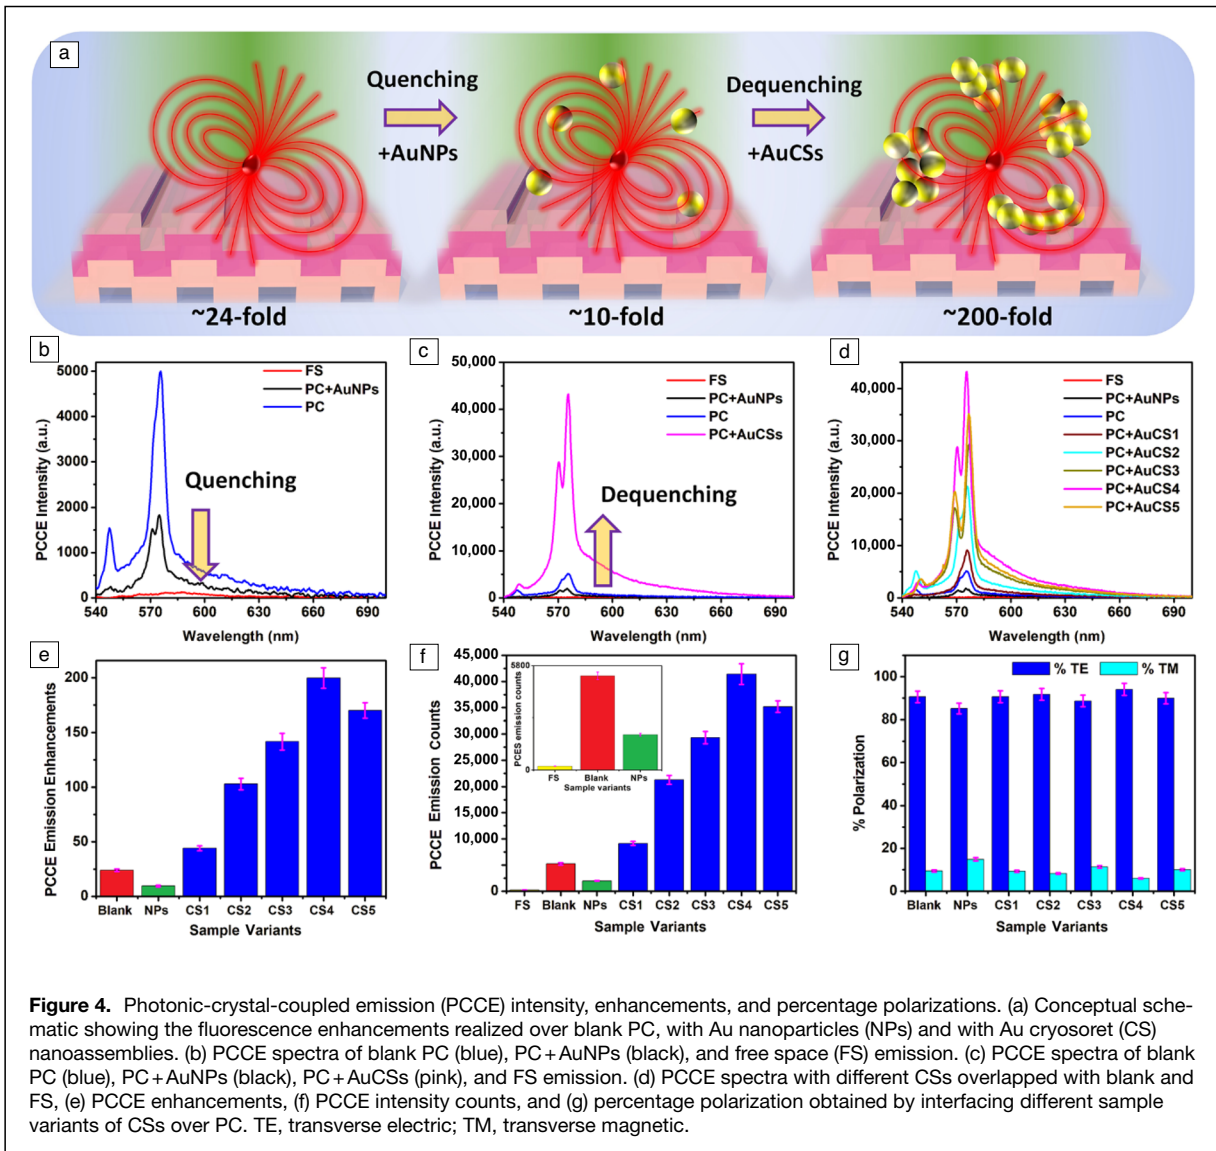 a
Quenching
+AuNPs
Dequenching
+AuCSs
~24-fold
~10-fold
~200-fold
b
5000
4000
3000
2000
1000
0
540
570
600
630
660
690
PCCE Intensity (a.u.)
Wavelength (nm)
FS
PC+AuNPs
PC
Quenching
c
50,000
40,000
30,000
20,000
10,000
0
540
570
600
630
660
690
PCCE Intensity (a.u.)
Wavelength (nm)
FS
PC+AuNPs
PC
PC+AuCSs
Dequenching
d
40,000
30,000
20,000
10,000
0
540
570
600
630
660
690
PCCE Intensity (a.u.)
Wavelength (nm)
FS
PC+AuNPs
PC
PC+AuCS1
PC+AuCS2
PC+AuCS3
PC+AuCS4
PC+AuCS5
e
200
150
100
50
0
PCCE Emission Enhancements
Blank
NPs
CS1
CS2
CS3
CS4
CS5
Sample Variants
f
45,000
40,000
35,000
30,000
25,000
20,000
15,000
10,000
5,000
0
PCCE Emission counts
5800
0
PCES emission counts
FS
Blank
NPs
Sample variants
FS
Blank
NPs
CS1
CS2
CS3
CS4
CS5
Sample Variants
g
% TE
% TM
100
80
60
40
20
0
% Polarization
Blank
NPs
CS1
CS2
CS3
CS4
CS5
Sample Variants
Figure 4. Photonic-crystal-coupled emission (PCCE) intensity, enhancements, and percentage polarizations. (a) Conceptual sche-
matic showing the fluorescence enhancements realized over blank PC, with Au nanoparticles (NPs) and with Au cryosoret (CS)
nanoassemblies. (b) PCCE spectra of blank PC (blue), PC+AuNPs (black), and free space (FS) emission. (c) PCCE spectra of blank
PC (blue), PC+AuNPs (black), PC+AuCSs (pink), and FS emission. (d) PCCE spectra with different CSs overlapped with blank and
FS, (e) PCCE enhancements, (f) PCCE intensity counts, and (g) percentage polarization obtained by interfacing different sample
variants of CSs over PC. TE, transverse electric; TM, transverse magnetic.